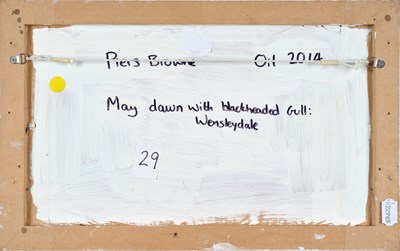 Piers Browne Oil 2014
May dawn with blackheaded Gull:
Wensleydale
29